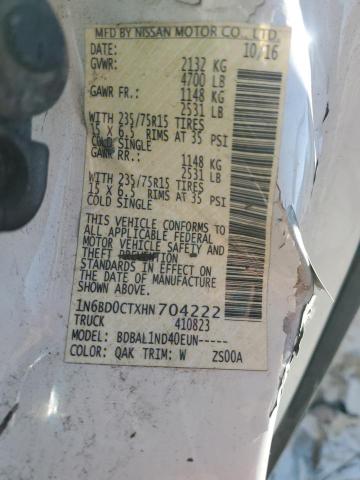 MFD BY NISSAN MOTOR CO., LTD.
DATE: 10/16
GVWR: 2132 KG
4700 LB
GAWR FR.: 1148 KG
2531 LB
WITH 235/75R15 TIRES
15 X 6.5 RIMS AT 35 PSI
COLD SINGLE
GAWR RR.: 1148 KG
2531 LB
WITH 235/75R15 TIRES
15 X 6.5 RIMS AT 35 PSI
COLD SINGLE
THIS VEHICLE CONFORMS TO
ALL APPLICABLE FEDERAL
MOTOR VEHICLE SAFETY AND
THEFT PREVENTION
STANDARDS IN EFFECT ON
THE DATE OF MANUFACTURE
SHOWN ABOVE.
1N6BD0CTXHN704222
TRUCK 410823
MODEL: BDBAL1ND40EUN-----
COLOR: QAK TRIM: W ZS00A